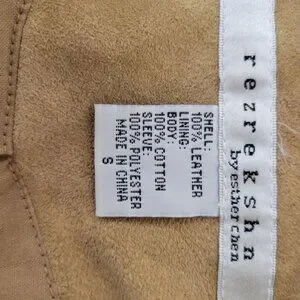 rezrekshn
by esther chen
SHELL:
100% LEATHER
LINING:
BODY:
100% COTTON
SLEEVE:
100% POLYESTER
MADE IN CHINA
S